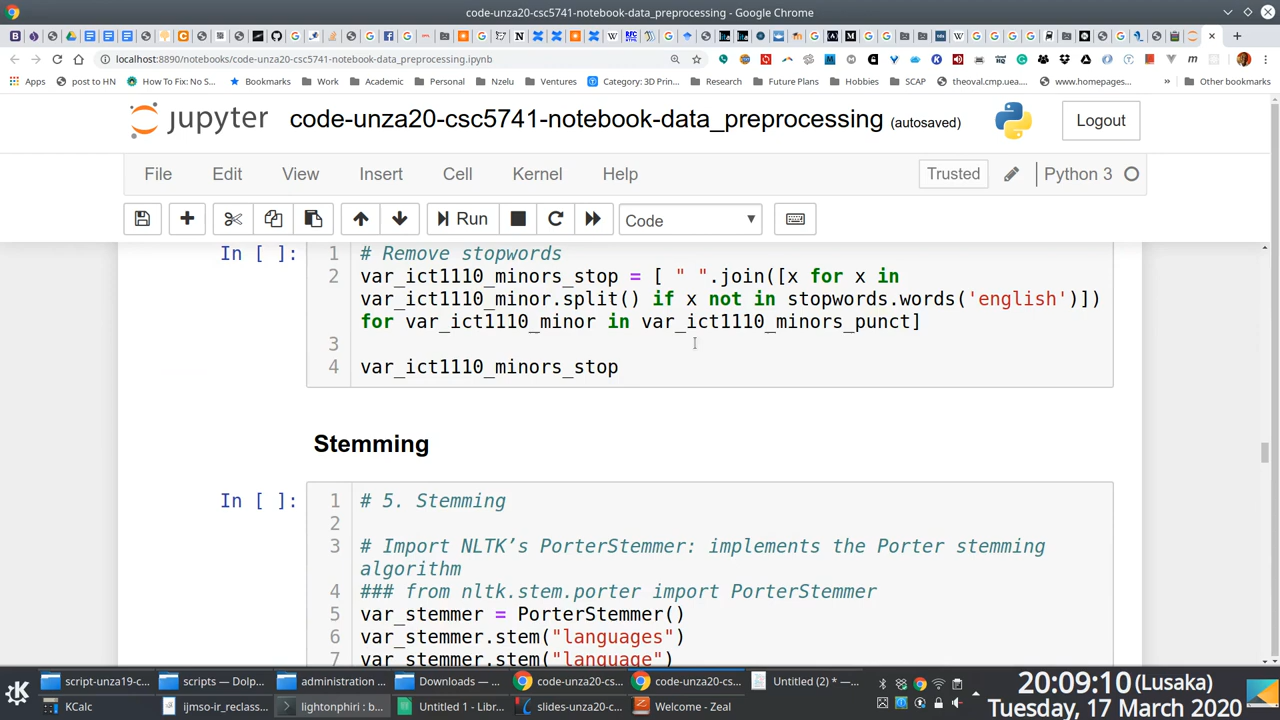 code-unza20-csc5741-notebook-data_preprocessing - Google Chrome
localhost:8890/notebooks/code-unza20-csc5741-notebook-data_preprocessing.ipynb
Apps post to HN How To Fix: No S... Bookmarks Work Academic Personal Nzelu Ventures Category: 3D Prin... Research Future Plans Hobbies SCAP theoval.cmp.uea... www.homepages... » Other bookmarks
jupyter code-unza20-csc5741-notebook-data_preprocessing (autosaved) Logout
File Edit View Insert Cell Kernel Help Trusted Python 3
Run Code
In [ ]: 1 # Remove stopwords
2 var_ict1110_minors_stop = [ " ".join([x for x in
var_ict1110_minor.split() if x not in stopwords.words('english')])
for var_ict1110_minor in var_ict1110_minors_punct]
3
4 var_ict1110_minors_stop
Stemming
In [ ]: 1 # 5. Stemming
2
3 # Import NLTK’s PorterStemmer: implements the Porter stemming
algorithm
4 ### from nltk.stem.porter import PorterStemmer
5 var_stemmer = PorterStemmer()
6 var_stemmer.stem("languages")
7 var_stemmer.stem("language")
script-unza19-c... scripts — Dolp... administration ... Downloads — ... code-unza20-cs... code-unza20-cs... Untitled (2) * —...
KCalc ijmso-ir_reclass... lightonphiri : b... Untitled 1 - Libr... slides-unza20-c... Welcome - Zeal
20:09:10 (Lusaka)
Tuesday, 17 March 2020